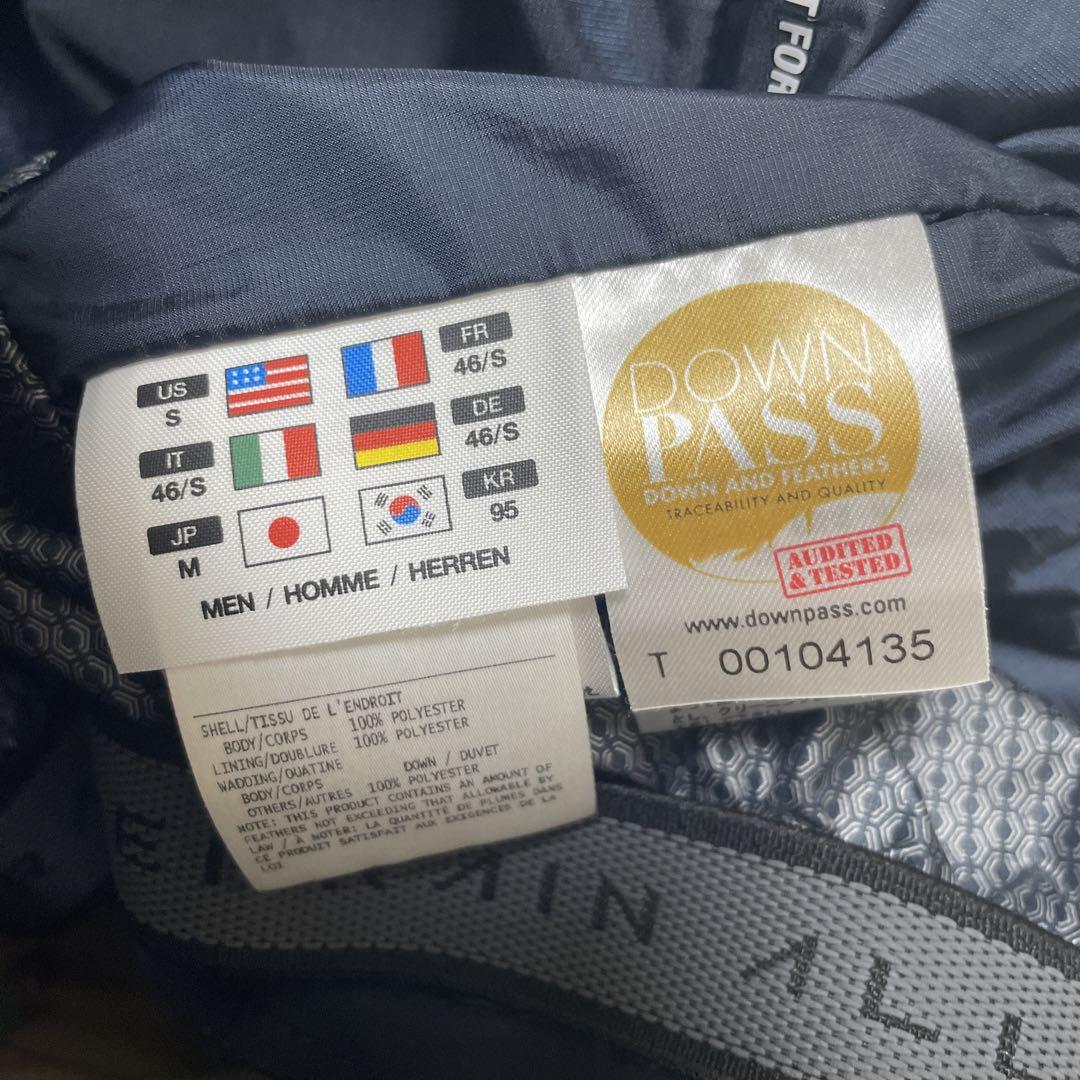 T FOR
US
S
FR
46/S
IT
46/S
DE
46/S
JP
M
KR
95
MEN / HOMME / HERREN
DOWN
PASS
DOWN AND FEATHERS
TRACEABILITY AND QUALITY
AUDITED
& TESTED
www.downpass.com
T 00104135
SHELL/TISSU DE L'ENDROIT
BODY/CORPS 100% POLYESTER
LINING/DOUBLURE 100% POLYESTER
WADDING/OUATINE
BODY/CORPS DOWN / DUVET
OTHERS/AUTRES 100% POLYESTER
NOTE: THIS PRODUCT CONTAINS AN AMOUNT OF
FEATHERS NOT EXCEEDING THAT ALLOWABLE BY
LAW / À NOTER: LA QUANTITÉ DE PLUMES DANS
CE PRODUIT SATISFAIT AUX EXIGENCES DE LA
LOI